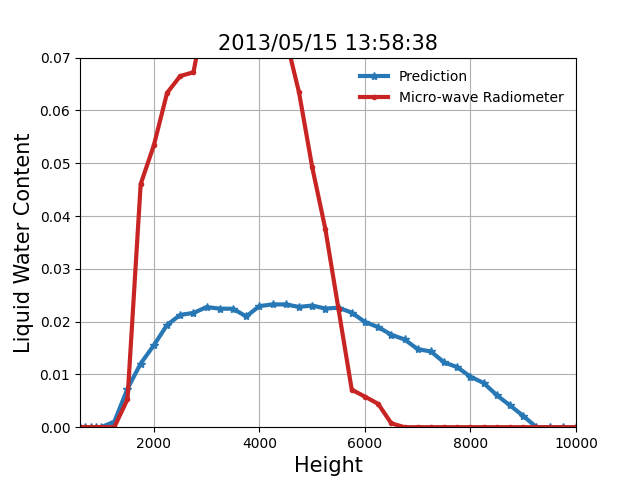 2013/05/15 13:58:38
0.07
0.06
0.05
0.04
0.03
0.02
0.01
0.00
Liquid Water Content
Prediction
Micro-wave Radiometer
2000 4000 6000 8000 10000
Height